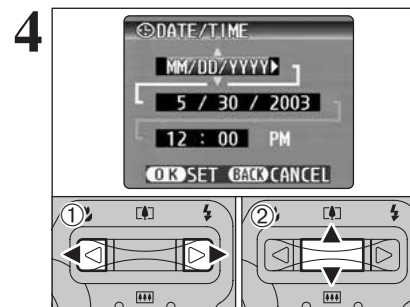 4
DATE/TIME
MM/DD/YYYY
5 / 30 / 2003
12 : 00 PM
OK SET BACK CANCEL
1 2